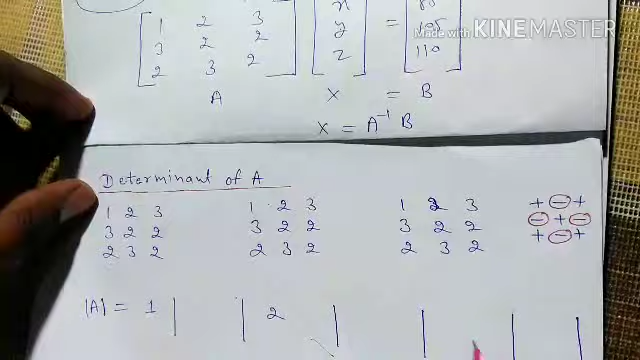 Made with KINEMASTER
[1 2 3] [x] = [80]
[3 2 2] [y] [105]
[2 3 2] [z] [110]
A X = B
X = A⁻¹ B
Determinant of A
1 2 3 1 2 3 1 2 3 + - +
3 2 2 3 2 2 3 2 2 - + -
2 3 2 2 3 2 2 3 2 + - +
|A| = 1 | | 2 | | | |